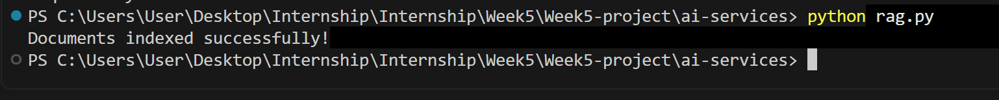 PS C:\Users\User\Desktop\Internship\Internship\Week5\Week5-project\ai-services> python rag.py
Documents indexed successfully!
PS C:\Users\User\Desktop\Internship\Internship\Week5\Week5-project\ai-services>